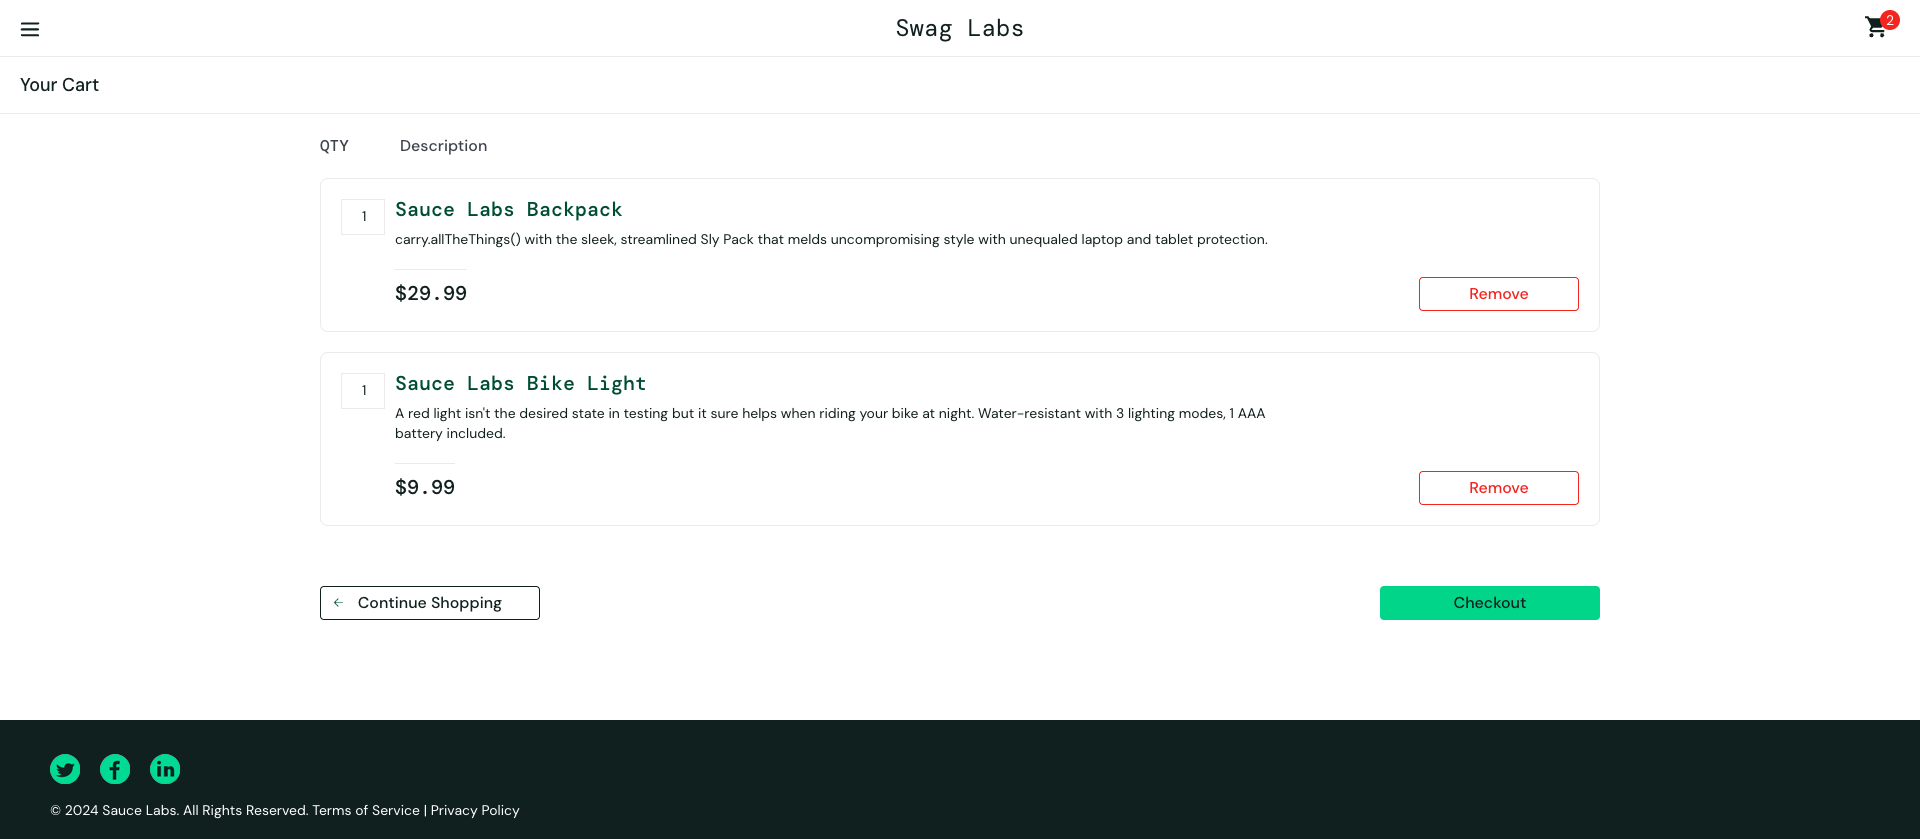 Swag Labs
2
Your Cart
QTY Description
1 Sauce Labs Backpack
carry.allTheThings() with the sleek, streamlined Sly Pack that melds uncompromising style with unequaled laptop and tablet protection.
$29.99 Remove
1 Sauce Labs Bike Light
A red light isn't the desired state in testing but it sure helps when riding your bike at night. Water-resistant with 3 lighting modes, 1 AAA
battery included.
$9.99 Remove
Continue Shopping Checkout
© 2024 Sauce Labs. All Rights Reserved. Terms of Service | Privacy Policy